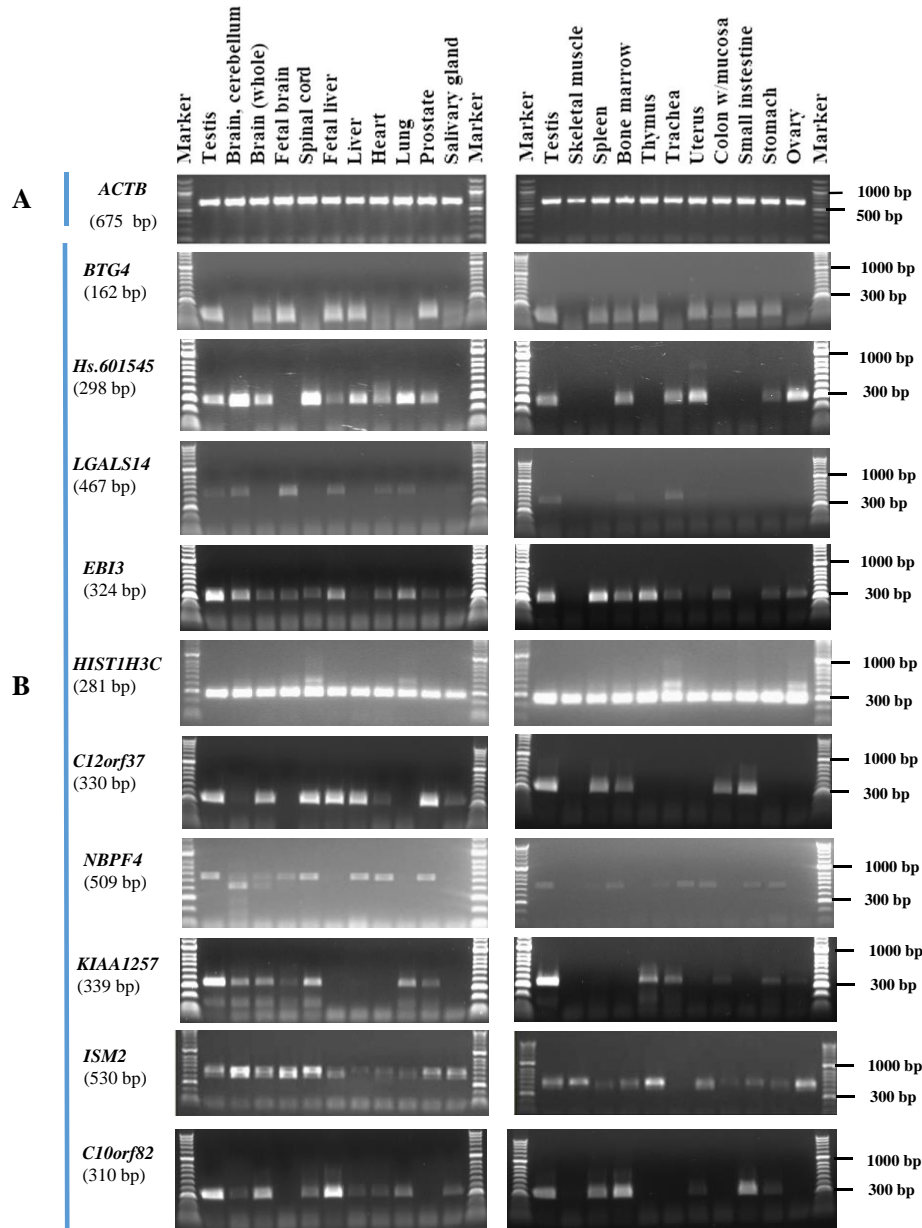 Marker
Testis
Brain, cerebellum
Brain (whole)
Fetal brain
Spinal cord
Fetal liver
Liver
Heart
Lung
Prostate
Salivary gland
Marker
Marker
Testis
Skeletal muscle
Spleen
Bone marrow
Thymus
Trachea
Uterus
Colon w/mucosa
Small instestine
Stomach
Ovary
Marker
A
ACTB
(675 bp)
1000 bp
500 bp
B
BTG4
(162 bp)
1000 bp
300 bp
Hs.601545
(298 bp)
1000 bp
300 bp
LGALS14
(467 bp)
1000 bp
300 bp
EBI3
(324 bp)
1000 bp
300 bp
HIST1H3C
(281 bp)
1000 bp
300 bp
C12orf37
(330 bp)
1000 bp
300 bp
NBPF4
(509 bp)
1000 bp
300 bp
KIAA1257
(339 bp)
1000 bp
300 bp
ISM2
(530 bp)
1000 bp
300 bp
C10orf82
(310 bp)
1000 bp
300 bp